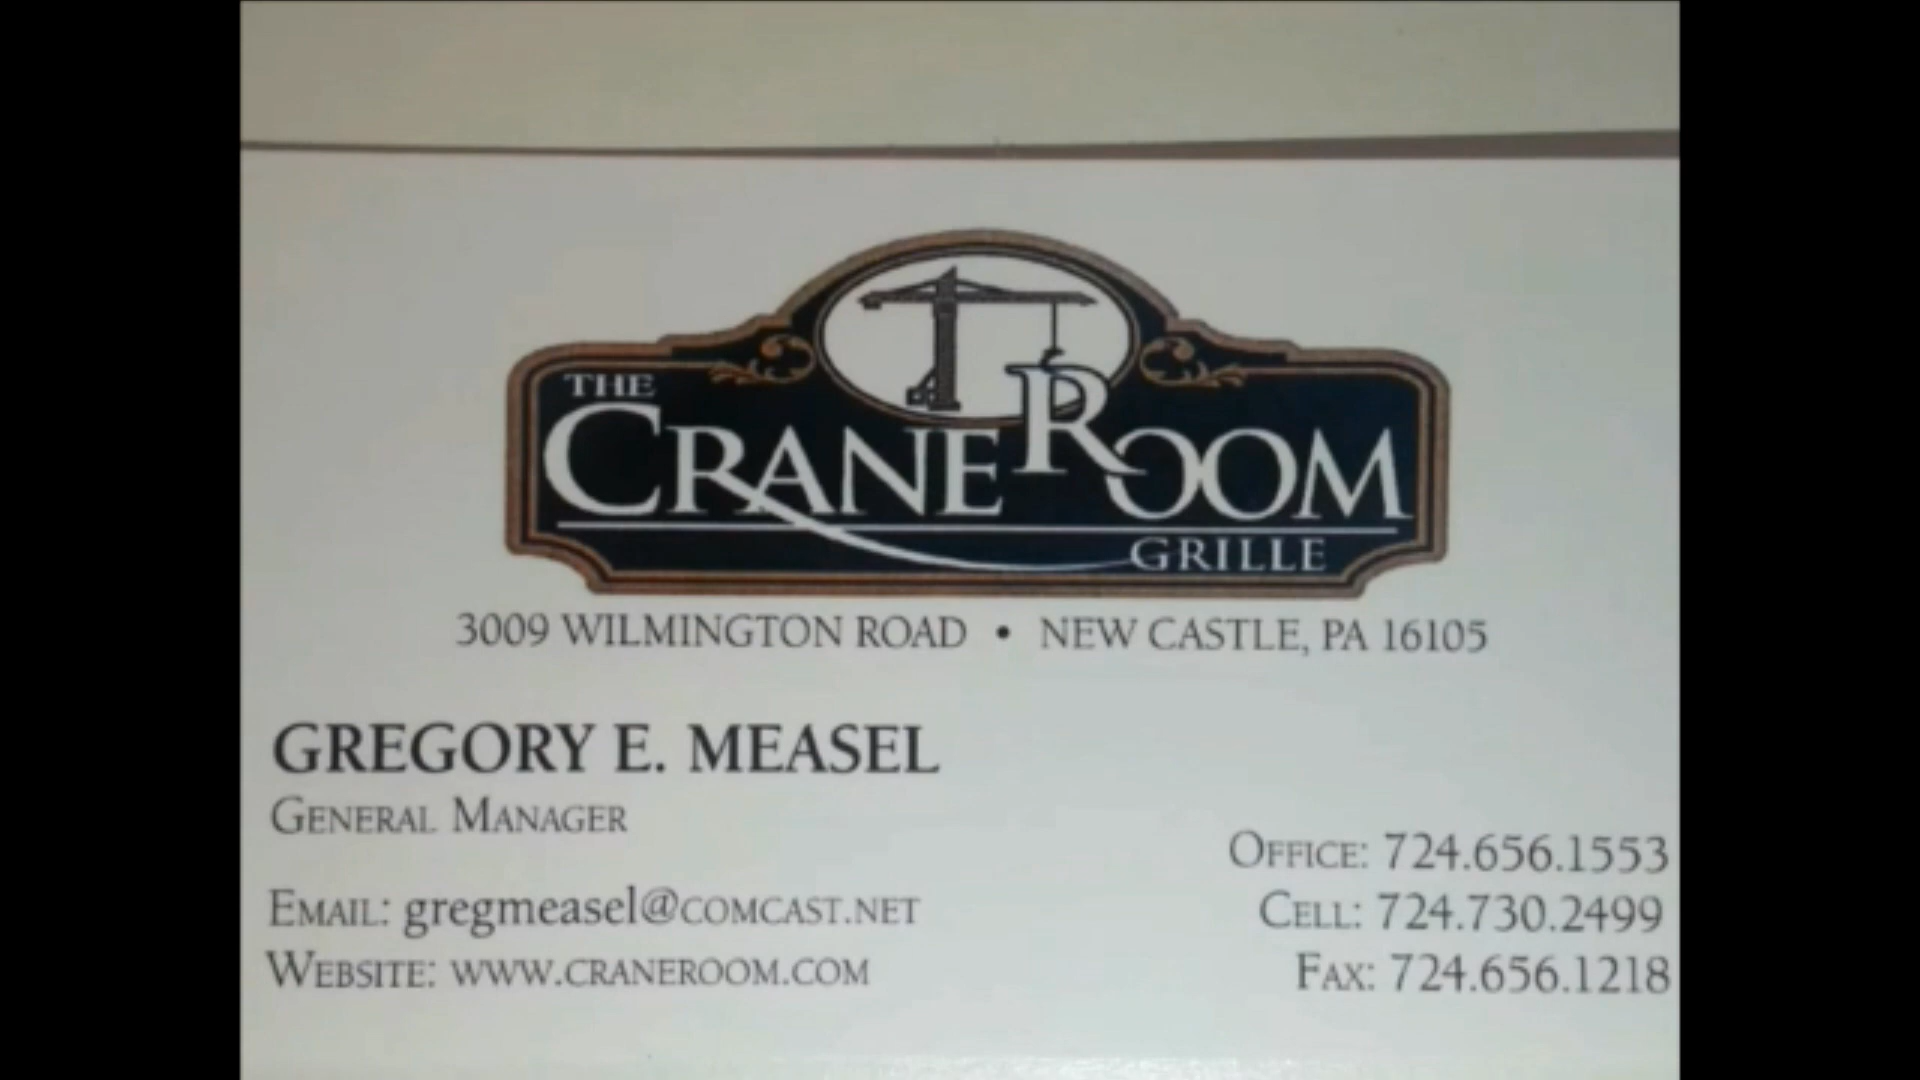 THE
CRANE ROOM
GRILLE
3009 WILMINGTON ROAD • NEW CASTLE, PA 16105
GREGORY E. MEASEL
GENERAL MANAGER
EMAIL: gregmeasel@COMCAST.NET
WEBSITE: WWW.CRANEROOM.COM
OFFICE: 724.656.1553
CELL: 724.730.2499
FAX: 724.656.1218